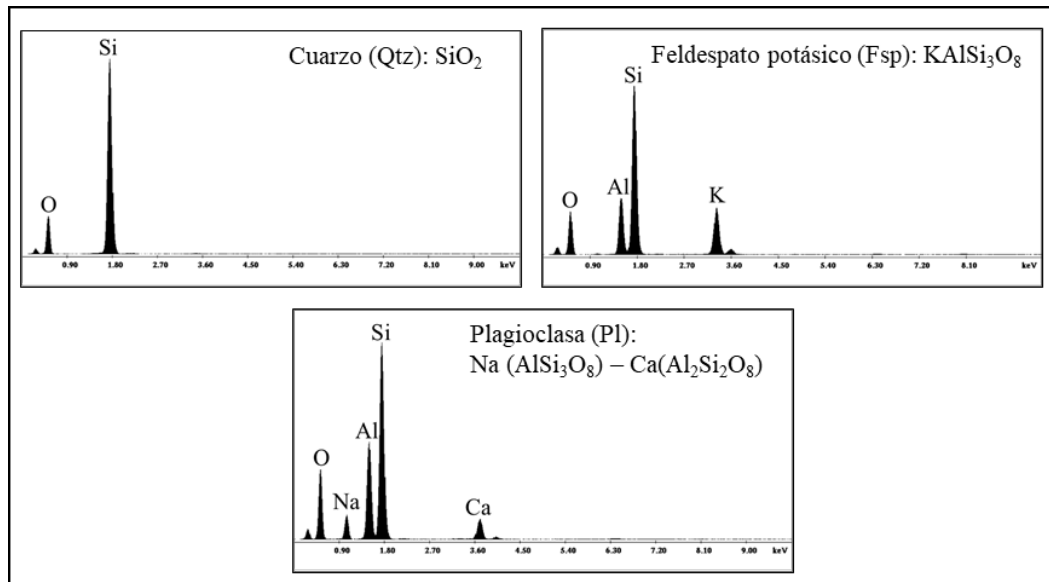 Cuarzo (Qtz): SiO₂
Si
O
0.90 1.80 2.70 3.60 4.50 5.40 6.30 7.20 8.10 9.00 keV
Feldespato potásico (Fsp): KAlSi₃O₈
Si
Al
K
O
0.90 1.80 2.70 3.60 4.50 5.40 6.30 7.20 8.10 keV
Plagioclasa (Pl):
Na (AlSi₃O₈) – Ca(Al₂Si₂O₈)
Si
Al
O
Na
Ca
0.90 1.80 2.70 3.60 4.50 5.40 6.30 7.20 8.10 9.00 keV